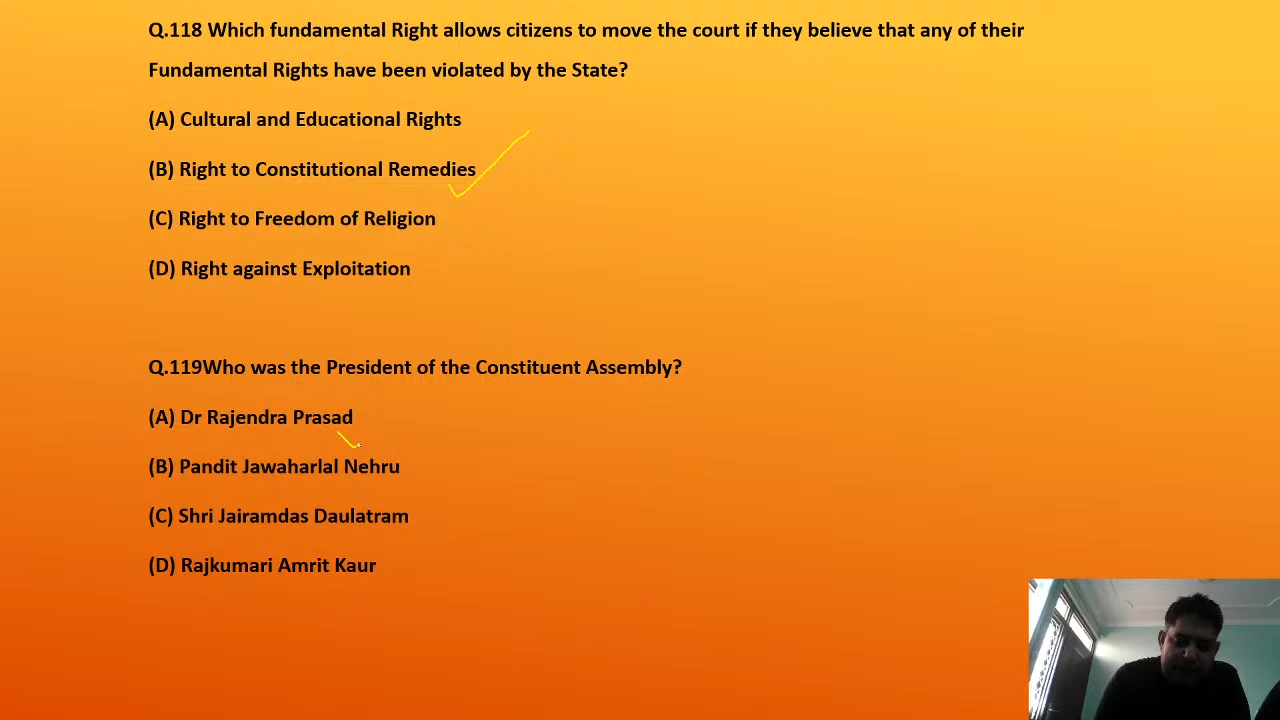 Q.118 Which fundamental Right allows citizens to move the court if they believe that any of their
Fundamental Rights have been violated by the State?
(A) Cultural and Educational Rights
(B) Right to Constitutional Remedies
(C) Right to Freedom of Religion
(D) Right against Exploitation
Q.119Who was the President of the Constituent Assembly?
(A) Dr Rajendra Prasad
(B) Pandit Jawaharlal Nehru
(C) Shri Jairamdas Daulatram
(D) Rajkumari Amrit Kaur